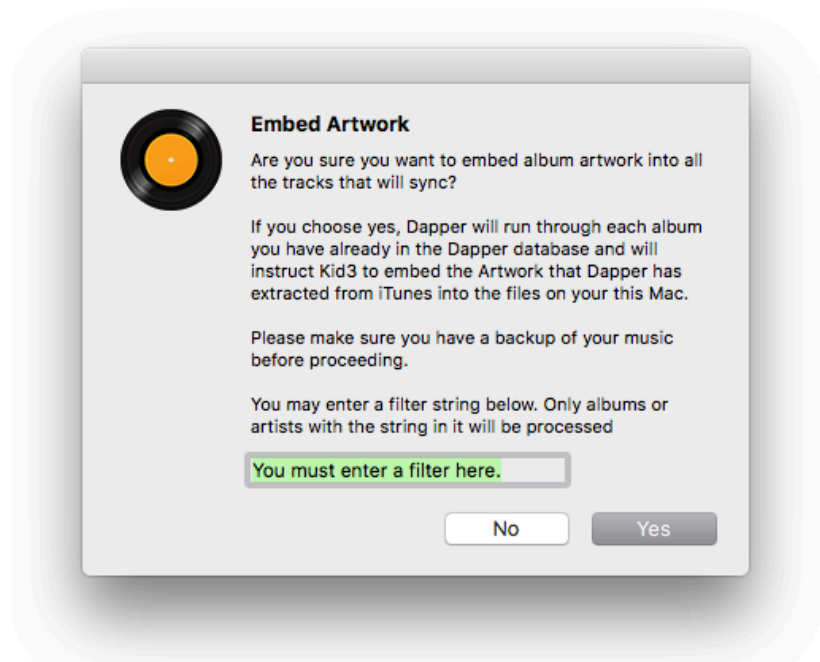 Embed Artwork
Are you sure you want to embed album artwork into all
the tracks that will sync?
If you choose yes, Dapper will run through each album
you have already in the Dapper database and will
instruct Kid3 to embed the Artwork that Dapper has
extracted from iTunes into the files on your this Mac.
Please make sure you have a backup of your music
before proceeding.
You may enter a filter string below. Only albums or
artists with the string in it will be processed
You must enter a filter here.
No
Yes